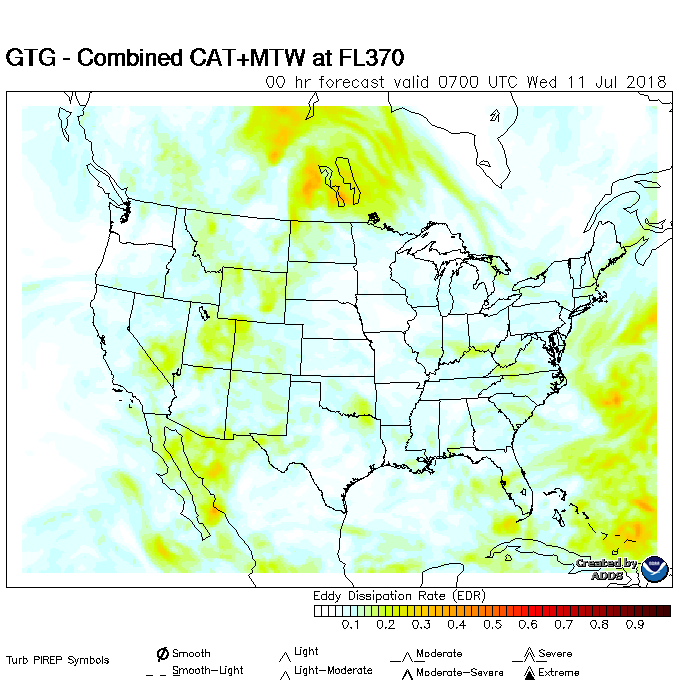 GTG - Combined CAT+MTW at FL370
00 hr forecast valid 0700 UTC Wed 11 Jul 2018
Created by
ADDS
Eddy Dissipation Rate (EDR)
0.1 0.2 0.3 0.4 0.5 0.6 0.7 0.8 0.9
Turb PIREP Symbols
Smooth Light Moderate Severe
Smooth-Light Light-Moderate Moderate-Severe Extreme